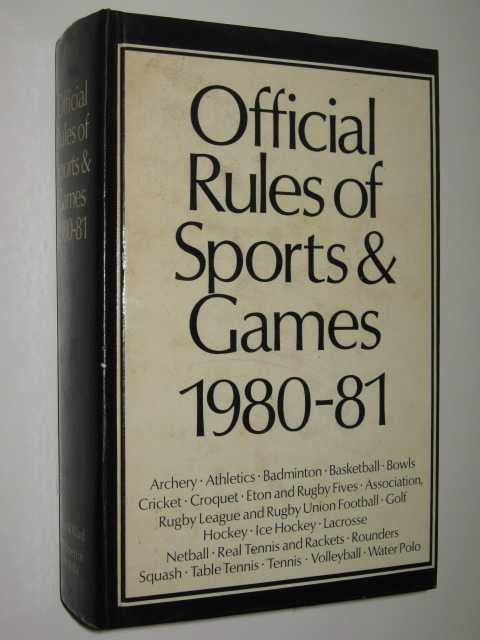 Official
Rules of
Sports &
Games
1980-81
Official
Rules of
Sports &
Games
1980-81
Archery · Athletics · Badminton · Basketball · Bowls
Cricket · Croquet · Eton and Rugby Fives · Association,
Rugby League and Rugby Union Football · Golf
Hockey · Ice Hockey · Lacrosse
Netball · Real Tennis and Rackets · Rounders
Squash · Table Tennis · Tennis · Volleyball · Water Polo